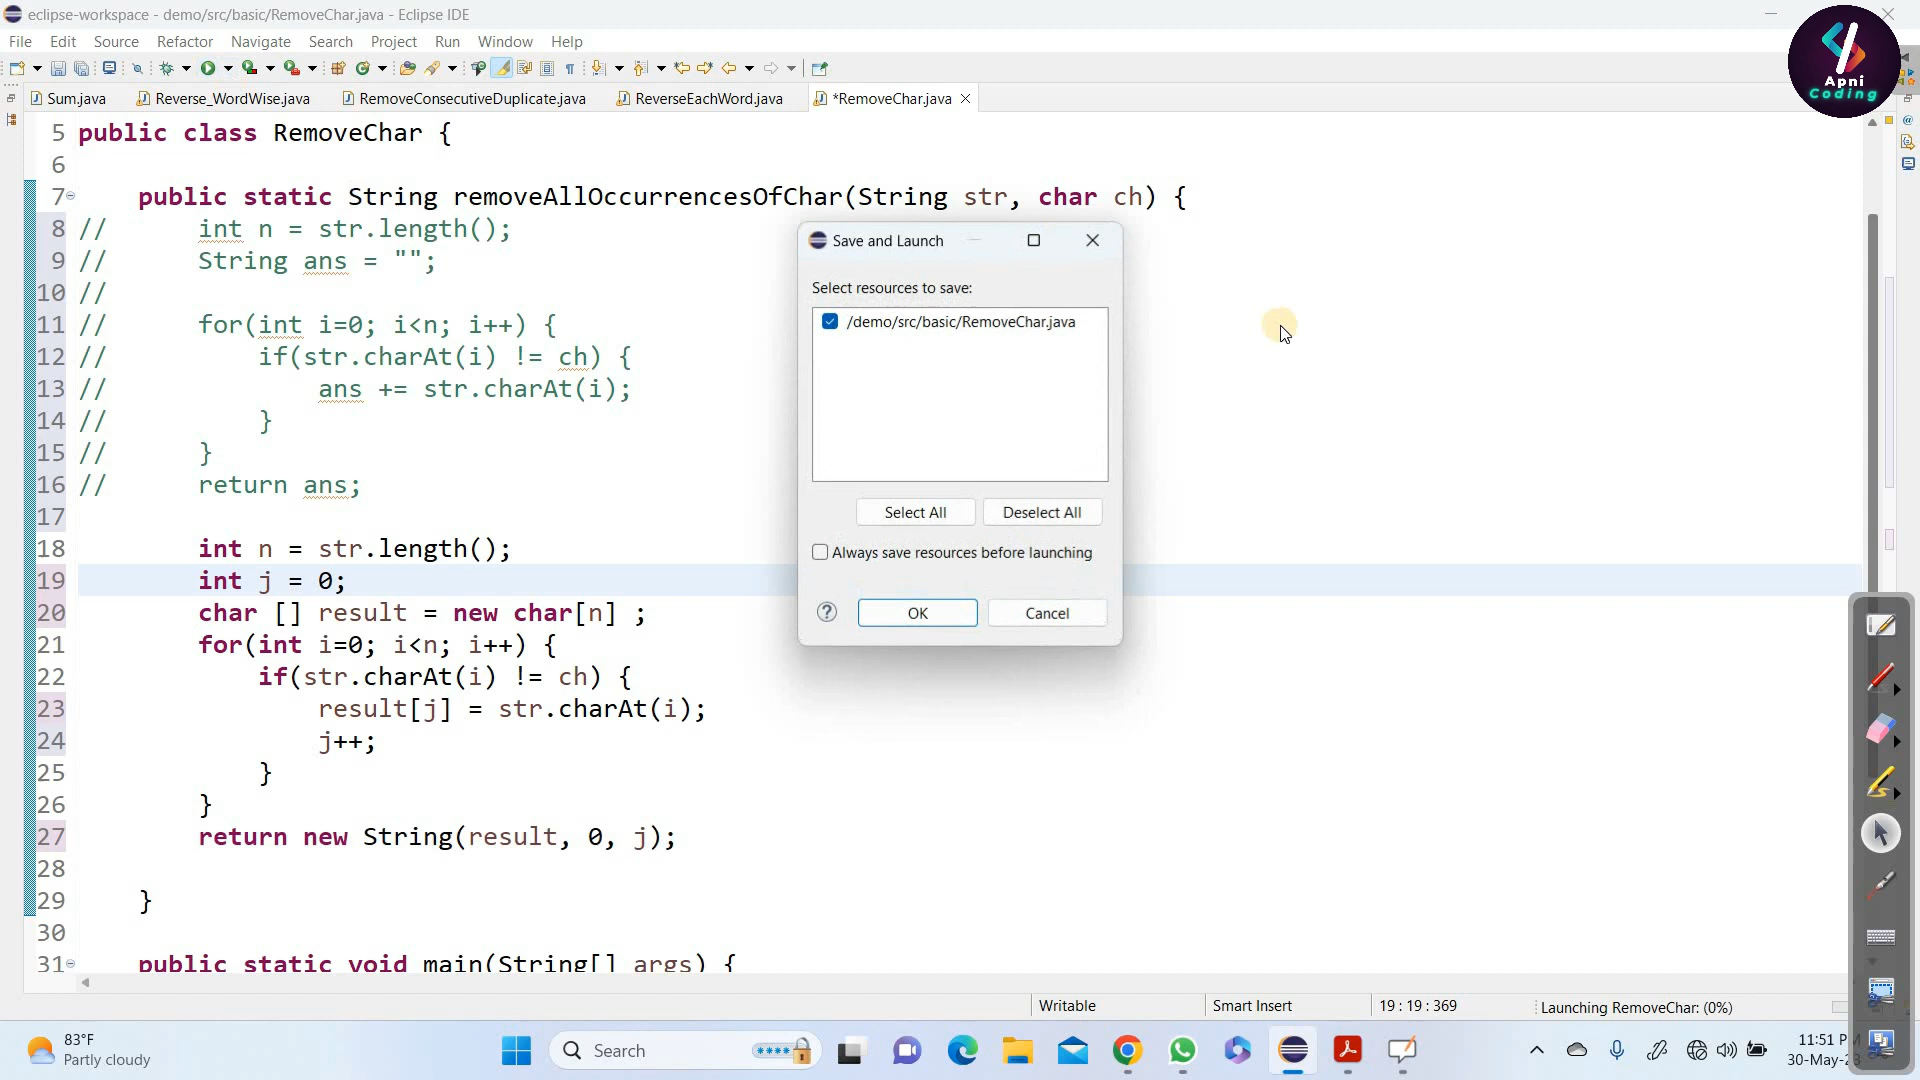 eclipse-workspace - demo/src/basic/RemoveChar.java - Eclipse IDE
File Edit Source Refactor Navigate Search Project Run Window Help
Sum.java Reverse_WordWise.java RemoveConsecutiveDuplicate.java ReverseEachWord.java *RemoveChar.java
Apni
Coding
5 public class RemoveChar {
6
7 public static String removeAllOccurrencesOfChar(String str, char ch) {
8 // int n = str.length();
9 // String ans = "";
10 //
11 // for(int i=0; i<n; i++) {
12 // if(str.charAt(i) != ch) {
13 // ans += str.charAt(i);
14 // }
15 // }
16 // return ans;
17
18 int n = str.length();
19 int j = 0;
20 char [] result = new char[n] ;
21 for(int i=0; i<n; i++) {
22 if(str.charAt(i) != ch) {
23 result[j] = str.charAt(i);
24 j++;
25 }
26 }
27 return new String(result, 0, j);
28
29 }
30
31 public static void main(String[] args) {
Save and Launch
Select resources to save:
/demo/src/basic/RemoveChar.java
Select All Deselect All
Always save resources before launching
OK Cancel
Writable Smart Insert 19 : 19 : 369 Launching RemoveChar: (0%)
83°F
Partly cloudy
Search
11:51
30-May-